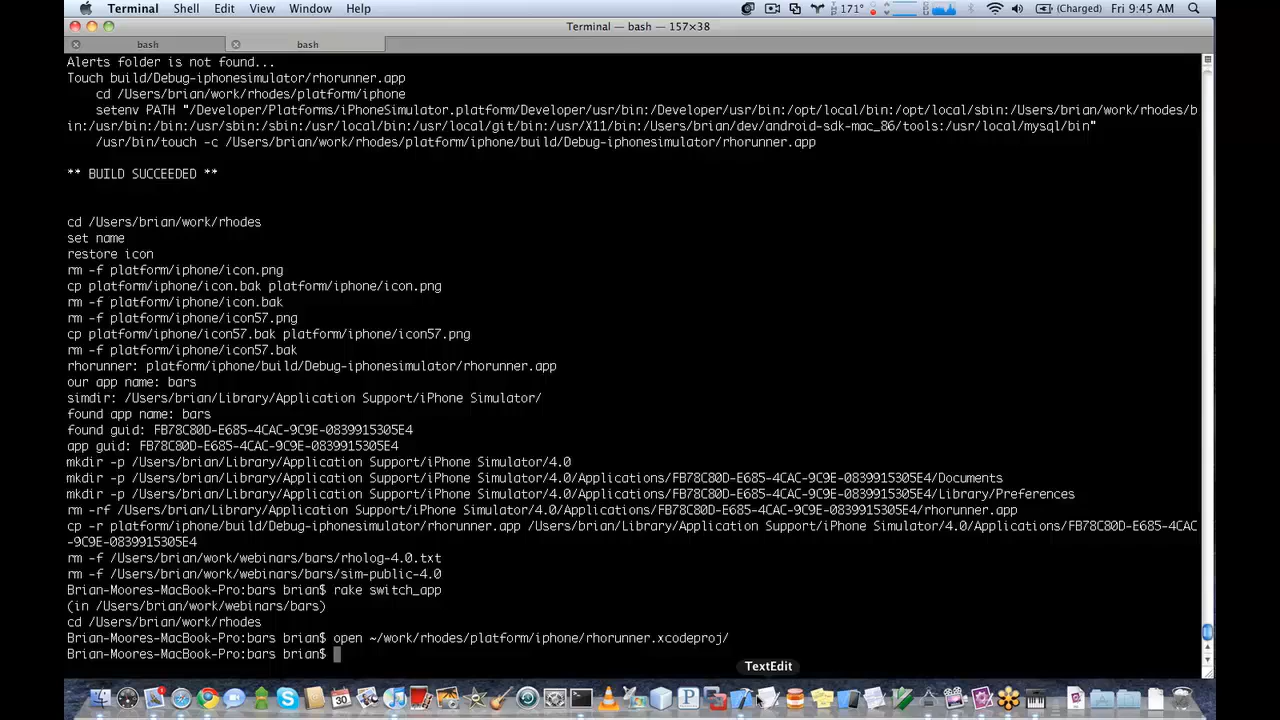 Terminal Shell Edit View Window Help 171° (Charged) Fri 9:45 AM
Terminal — bash — 157×38
bash bash
Alerts folder is not found...
Touch build/Debug-iphonesimulator/rhorunner.app
cd /Users/brian/work/rhodes/platform/iphone
setenv PATH "/Developer/Platforms/iPhoneSimulator.platform/Developer/usr/bin:/Developer/usr/bin:/opt/local/bin:/opt/local/sbin:/Users/brian/work/rhodes/b
in:/usr/bin:/usr/sbin:/sbin:/usr/local/bin:/usr/local/git/bin:/usr/X11/bin:/Users/brian/dev/android-sdk-mac_86/tools:/usr/local/mysql/bin"
/usr/bin/touch -c /Users/brian/work/rhodes/platform/iphone/build/Debug-iphonesimulator/rhorunner.app
** BUILD SUCCEEDED **
cd /Users/brian/work/rhodes
set name
restore icon
rm -f platform/iphone/icon.png
cp platform/iphone/icon.bak platform/iphone/icon.png
rm -f platform/iphone/icon.bak
rm -f platform/iphone/icon57.png
cp platform/iphone/icon57.bak platform/iphone/icon57.png
rm -f platform/iphone/icon57.bak
rhorunner: platform/iphone/build/Debug-iphonesimulator/rhorunner.app
our app name: bars
simdir: /Users/brian/Library/Application Support/iPhone Simulator/
found app name: bars
found guid: FB78C80D-E685-4CAC-9C9E-0839915305E4
app guid: FB78C80D-E685-4CAC-9C9E-0839915305E4
mkdir -p /Users/brian/Library/Application Support/iPhone Simulator/4.0
mkdir -p /Users/brian/Library/Application Support/iPhone Simulator/4.0/Applications/FB78C80D-E685-4CAC-9C9E-0839915305E4/Documents
mkdir -p /Users/brian/Library/Application Support/iPhone Simulator/4.0/Applications/FB78C80D-E685-4CAC-9C9E-0839915305E4/Library/Preferences
rm -rf /Users/brian/Library/Application Support/iPhone Simulator/4.0/Applications/FB78C80D-E685-4CAC-9C9E-0839915305E4/rhorunner.app
cp -r platform/iphone/build/Debug-iphonesimulator/rhorunner.app /Users/brian/Library/Application Support/iPhone Simulator/4.0/Applications/FB78C80D-E685-4CAC
-9C9E-0839915305E4
rm -f /Users/brian/work/webinars/bars/rholog-4.0.txt
rm -f /Users/brian/work/webinars/bars/sim-public-4.0
Brian-Moores-MacBook-Pro:bars brian$ rake switch_app
(in /Users/brian/work/webinars/bars)
cd /Users/brian/work/rhodes
Brian-Moores-MacBook-Pro:bars brian$ open ~/work/rhodes/platform/iphone/rhorunner.xcodeproj/
Brian-Moores-MacBook-Pro:bars brian$
TextEdit